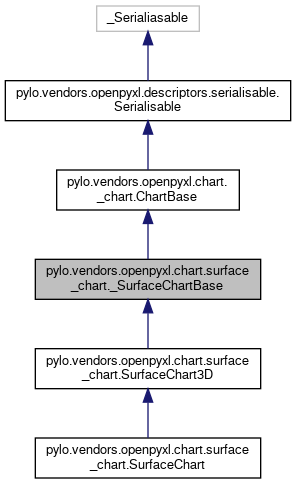 _Serialiasable
pylo.vendors.openpyxl.descriptors.serialisable.
Serialisable
pylo.vendors.openpyxl.chart.
_chart.ChartBase
pylo.vendors.openpyxl.chart.surface
_chart._SurfaceChartBase
pylo.vendors.openpyxl.chart.surface
_chart.SurfaceChart3D
pylo.vendors.openpyxl.chart.surface
_chart.SurfaceChart